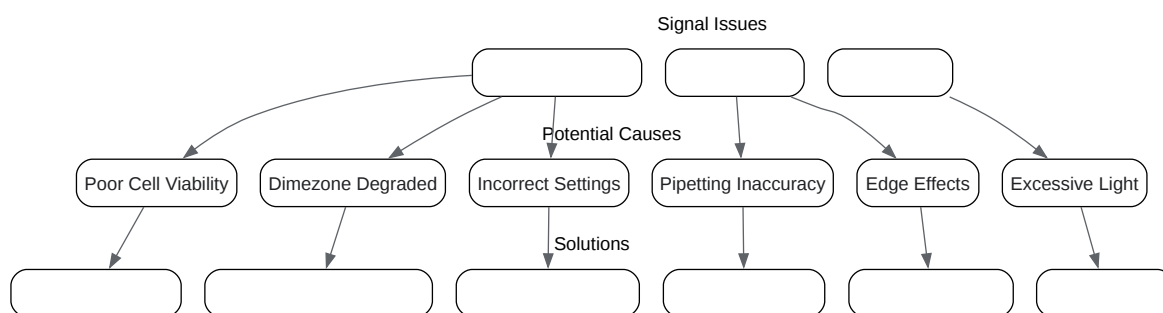 Signal Issues
Potential Causes
Poor Cell Viability
Dimezone Degraded
Incorrect Settings
Pipetting Inaccuracy
Edge Effects
Excessive Light
Solutions